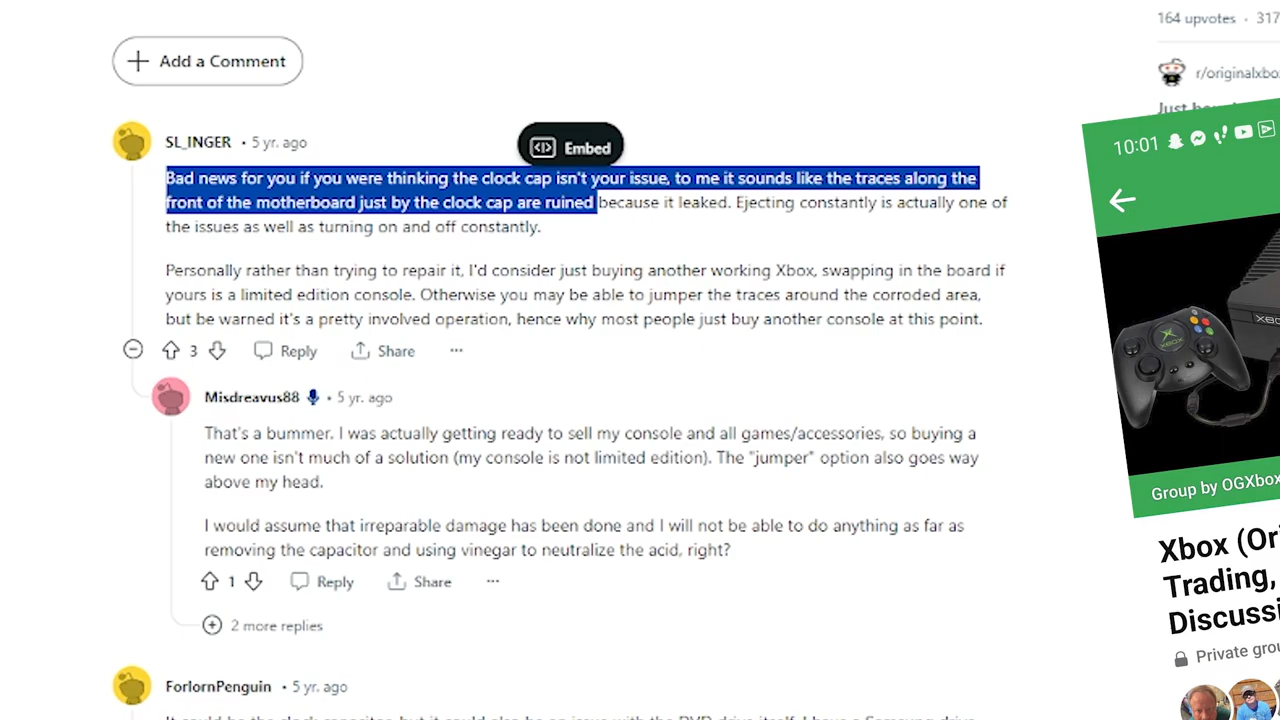 164 upvotes · 317
Add a Comment
r/originalxbo
SL_INGER · 5 yr. ago
Embed
10:01
Bad news for you if you were thinking the clock cap isn't your issue, to me it sounds like the traces along the
front of the motherboard just by the clock cap are ruined because it leaked. Ejecting constantly is actually one of
the issues as well as turning on and off constantly.
Personally rather than trying to repair it, I'd consider just buying another working Xbox, swapping in the board if
yours is a limited edition console. Otherwise you may be able to jumper the traces around the corroded area,
but be warned it's a pretty involved operation, hence why most people just buy another console at this point.
3 Reply Share ...
XBOX
Misdreavus88 · 5 yr. ago
That's a bummer. I was actually getting ready to sell my console and all games/accessories, so buying a
new one isn't much of a solution (my console is not limited edition). The "jumper" option also goes way
above my head.
I would assume that irreparable damage has been done and I will not be able to do anything as far as
removing the capacitor and using vinegar to neutralize the acid, right?
1 Reply Share ...
2 more replies
Group by OGXbox
Xbox (Ori
Trading,
Discussi
Private grou
ForlornPenguin · 5 yr. ago